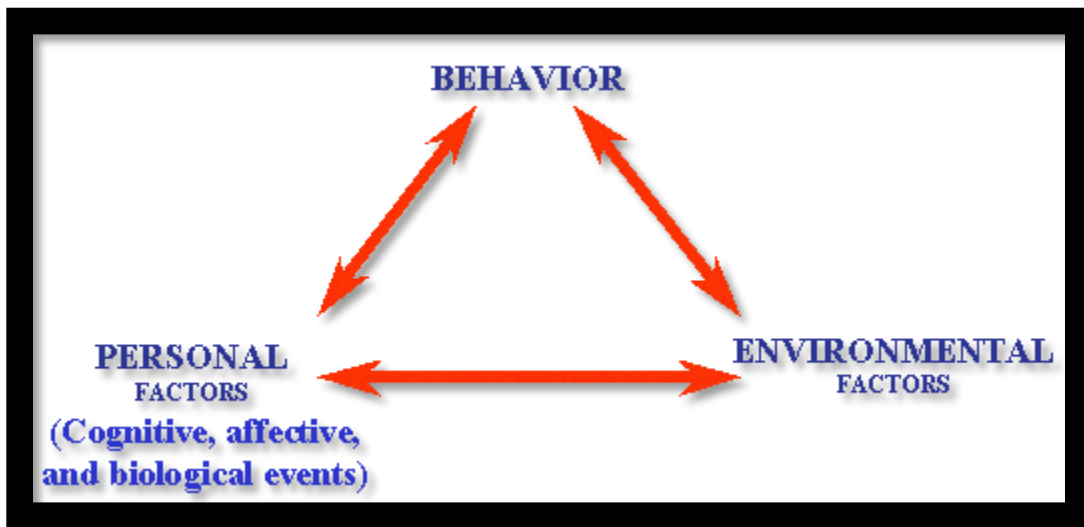 BEHAVIOR
PERSONAL
FACTORS
(Cognitive, affective,
and biological events)
ENVIRONMENTAL
FACTORS